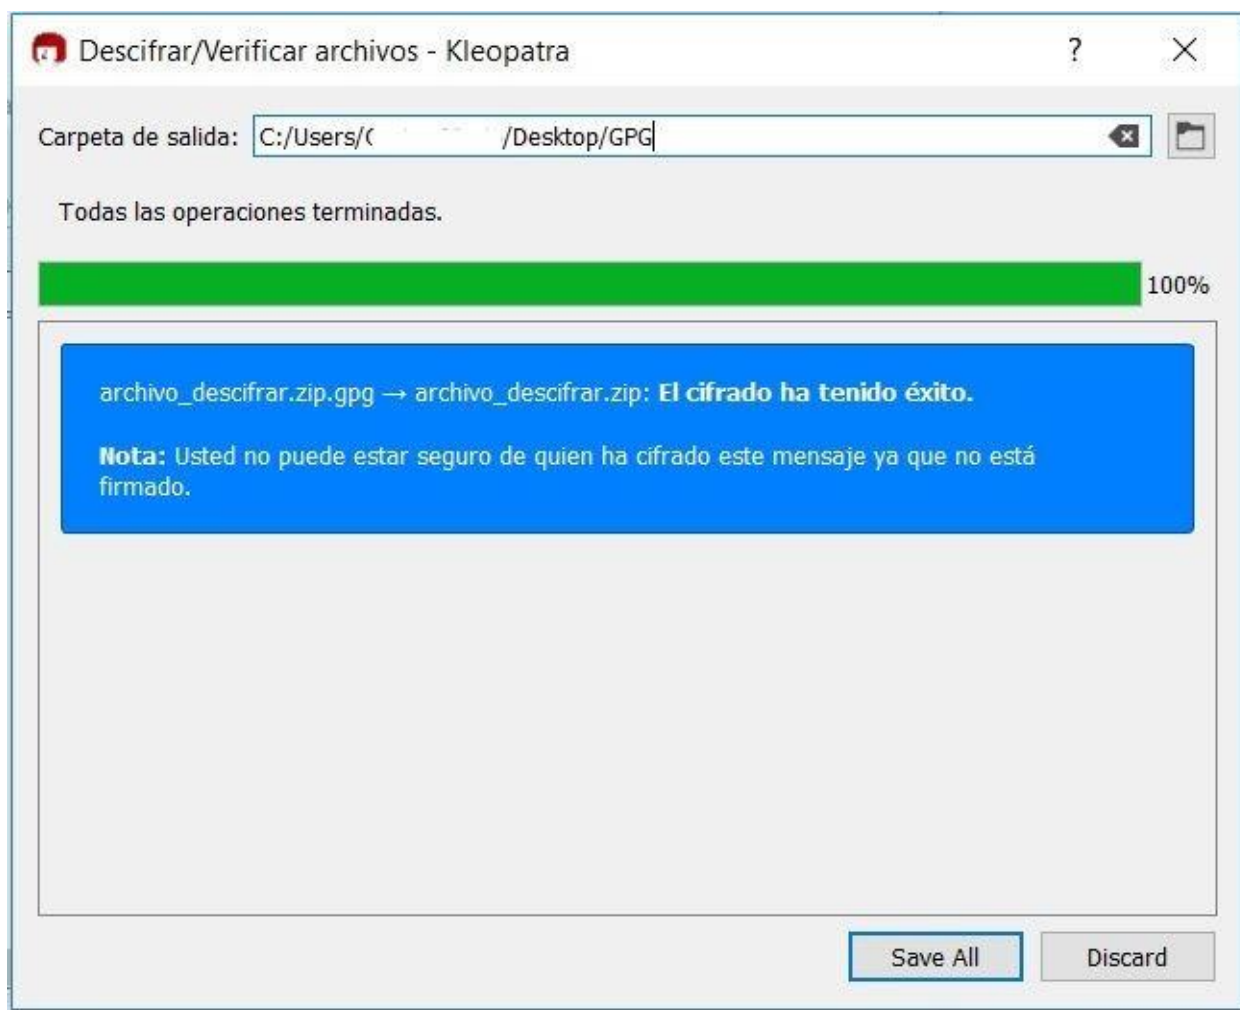 Descifrar/Verificar archivos - Kleopatra
?
Carpeta de salida: C:/Users/ /Desktop/GPG
Todas las operaciones terminadas.
100%
archivo_descifrar.zip.gpg → archivo_descifrar.zip: El cifrado ha tenido éxito.
Nota: Usted no puede estar seguro de quien ha cifrado este mensaje ya que no está
firmado.
Save All
Discard